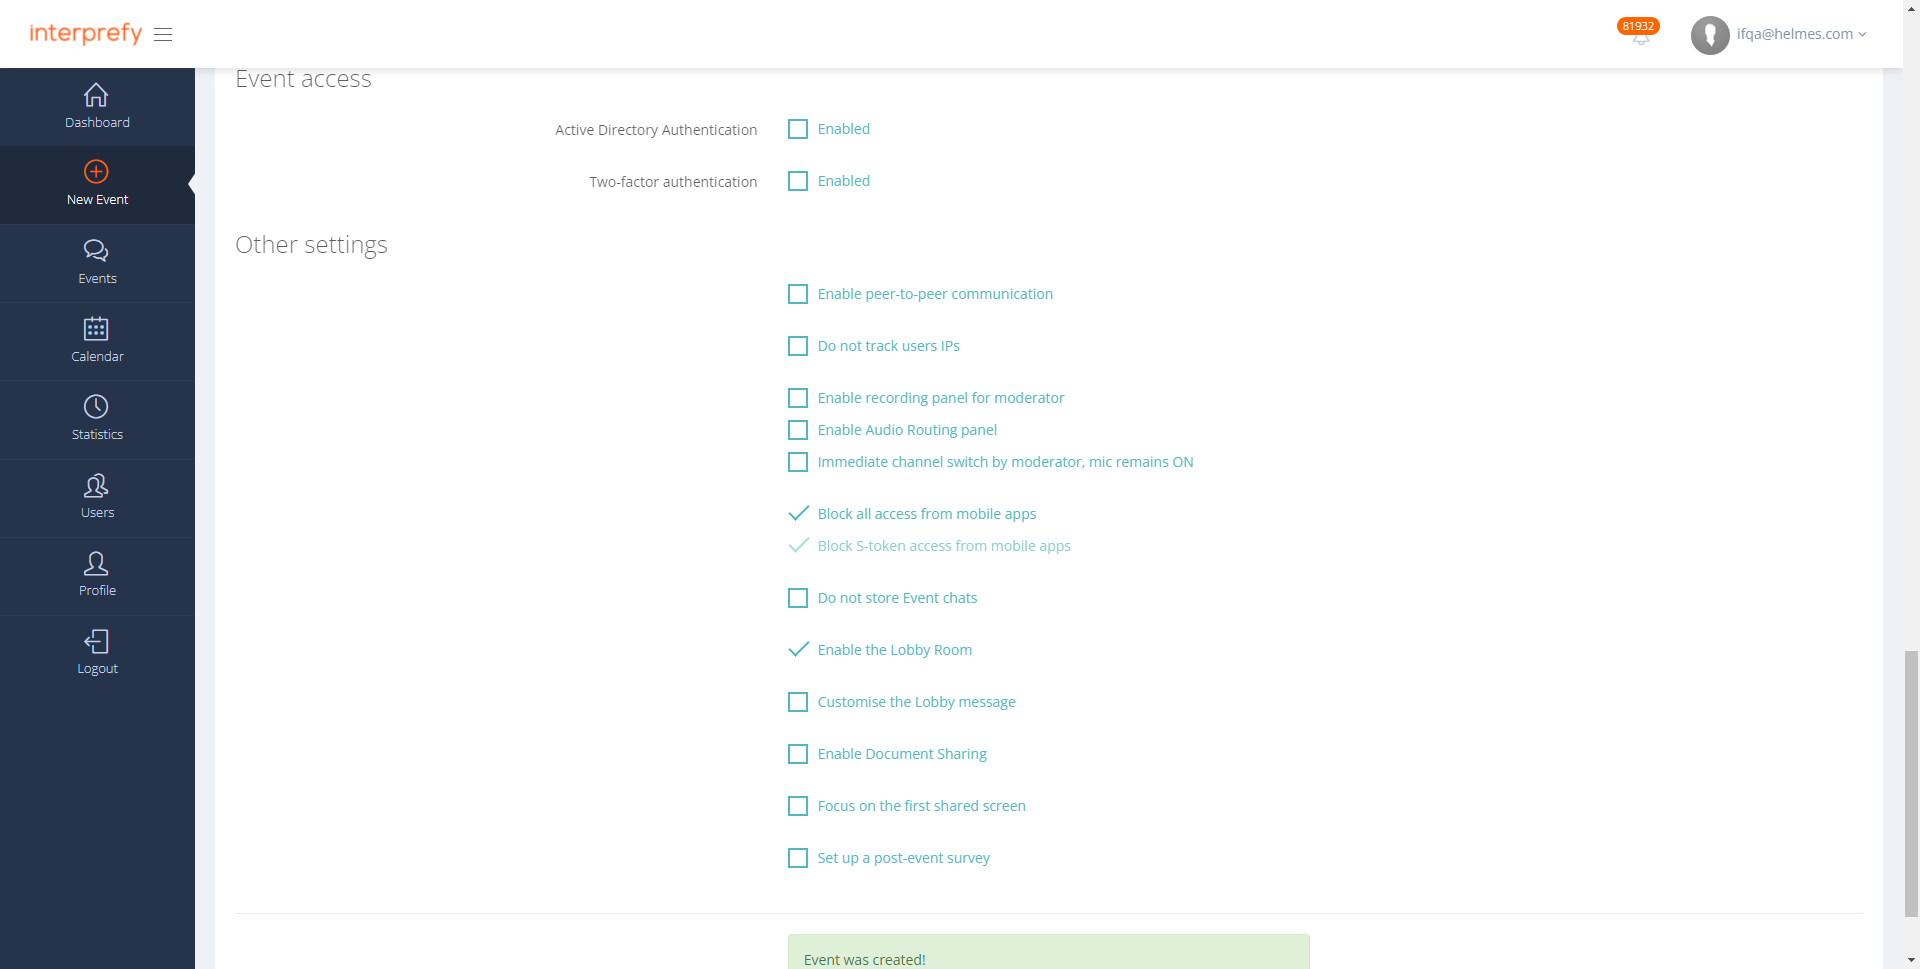 interprefy
81932
ifqa@helmes.com
Dashboard
New Event
Events
Calendar
Statistics
Users
Profile
Logout
Event access
Active Directory Authentication
Enabled
Two-factor authentication
Enabled
Other settings
Enable peer-to-peer communication
Do not track users IPs
Enable recording panel for moderator
Enable Audio Routing panel
Immediate channel switch by moderator, mic remains ON
Block all access from mobile apps
Block S-token access from mobile apps
Do not store Event chats
Enable the Lobby Room
Customise the Lobby message
Enable Document Sharing
Focus on the first shared screen
Set up a post-event survey
Event was created!